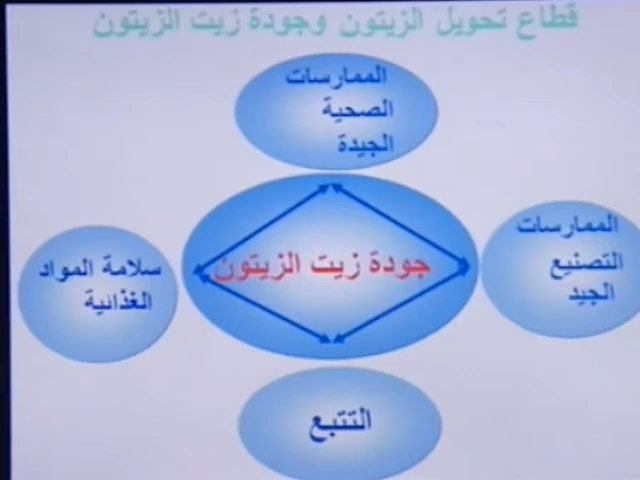 قطاع تحويل الزيتون وجودة زيت الزيتون
الممارسات
الصحية
الجيدة
الممارسات
التصنيع
الجيد
جودة زيت الزيتون
سلامة المواد
الغذائية
التتبع